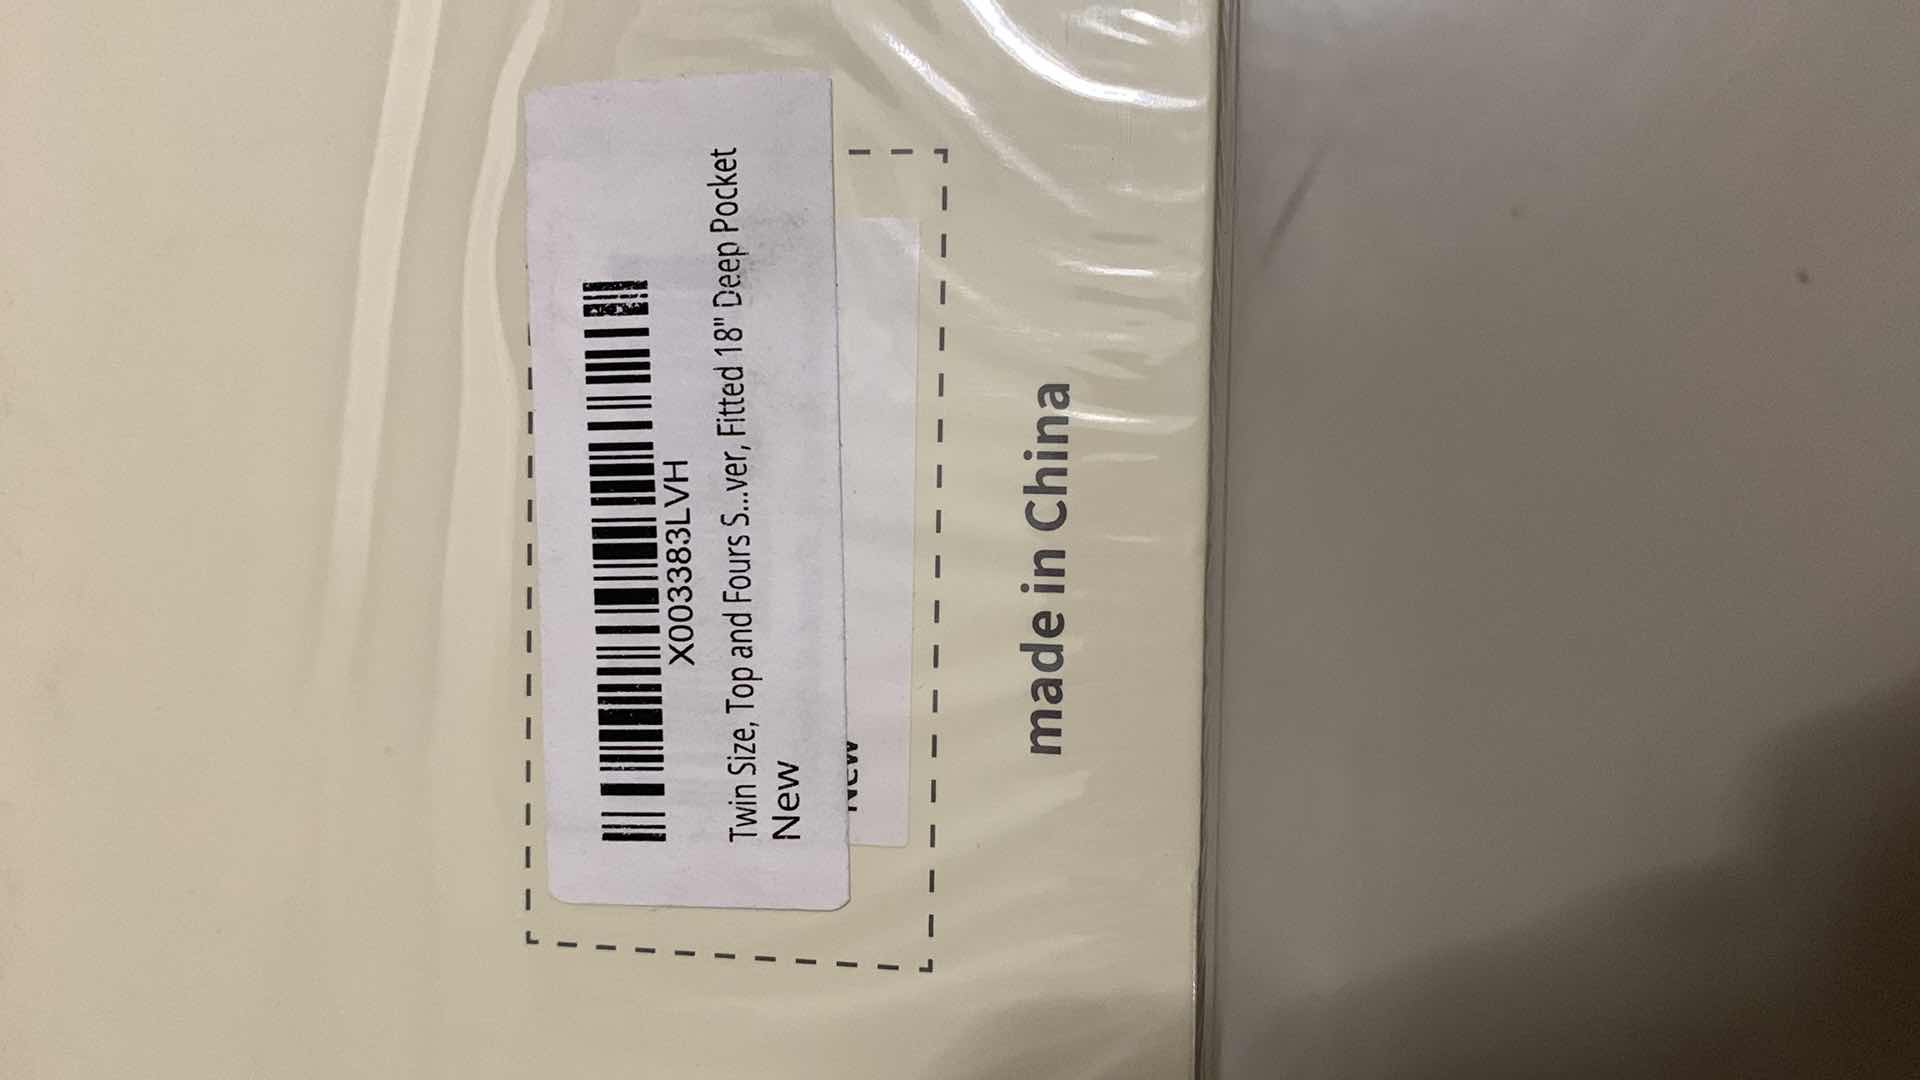 X003383LVH
Twin Size, Top and Fours S...ver, Fitted 18" Deep Pocket
New
New
made in China